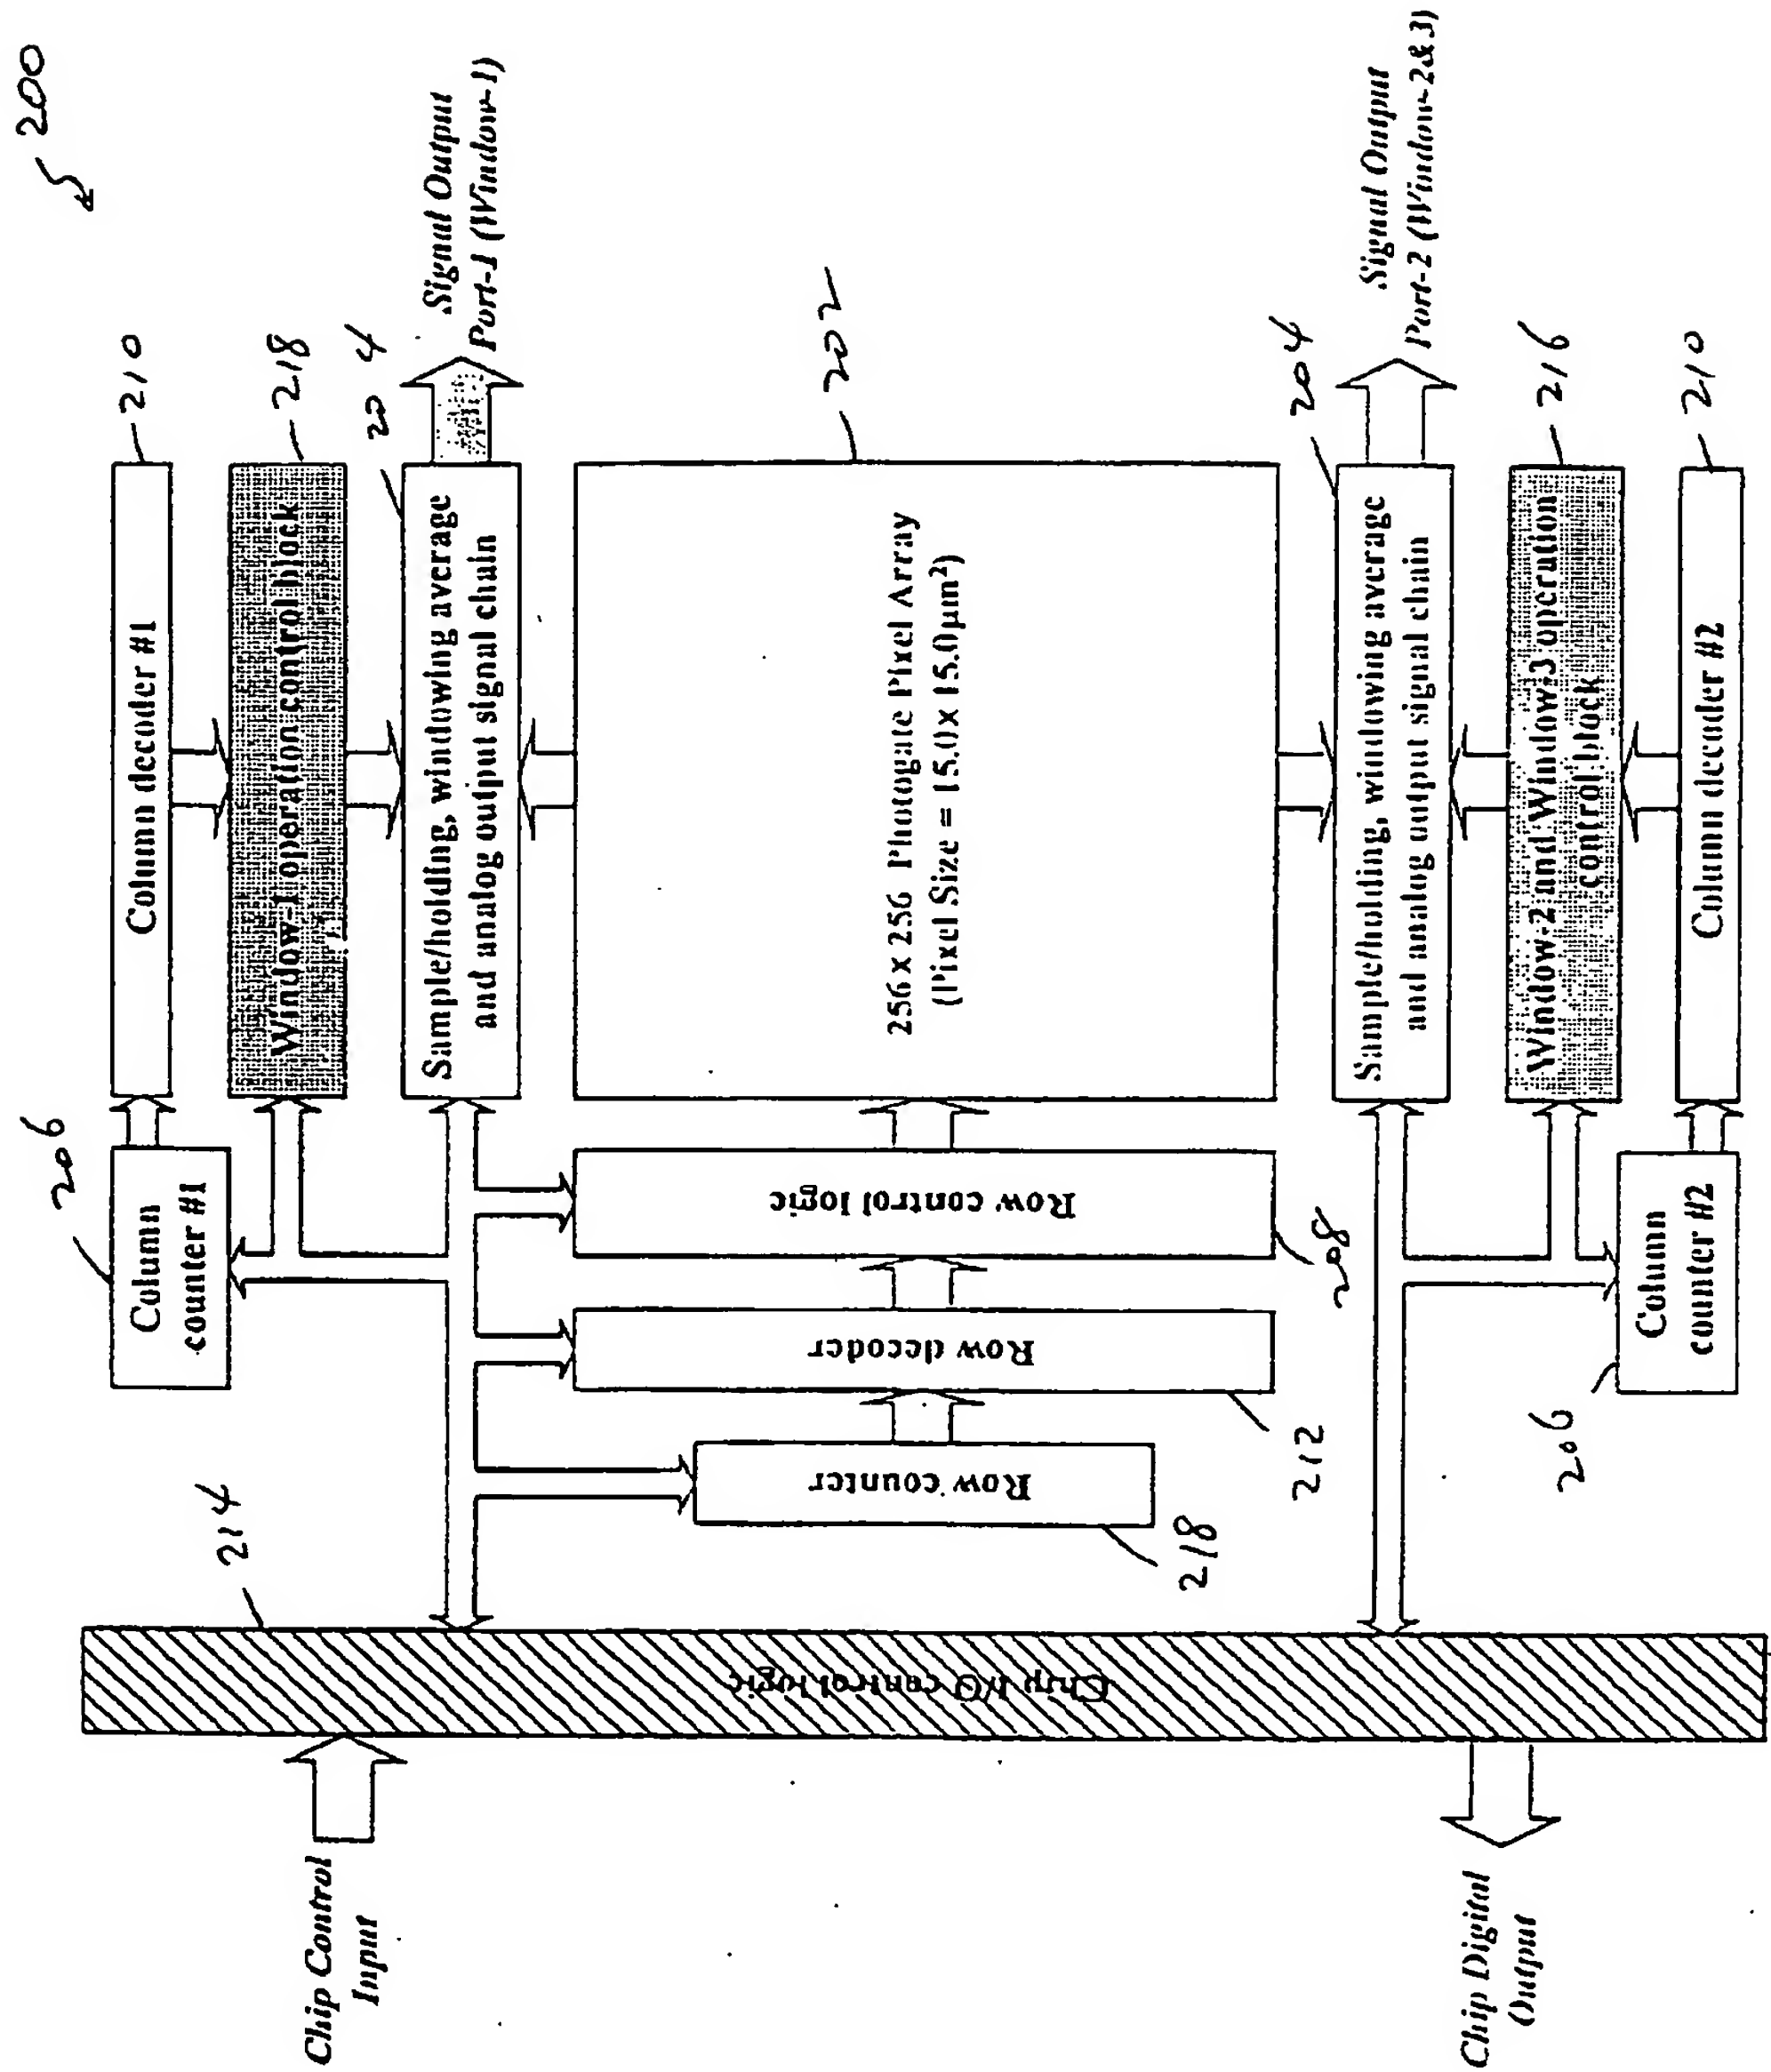 200
Column counter #1
206
Column decoder #1
210
Window-1 operation control block
218
Sample/holding, windowing average
and analog output signal chain
204
Signal Output
Port-1 (Window-1)
256 x 256 Photogate Pixel Array
(Pixel Size = 15.0 x 15.0μm²)
202
Row control logic
208
Row decoder
212
Row counter
218
Chip I/O control logic
214
Chip Control
Input
Chip Digital
Output
Sample/holding, windowing average
and analog output signal chain
204
Signal Output
Port-2 (Window-2&3)
Window-2 and Window-3 operation
control block
216
Column
counter #2
206
Column decoder #2
210